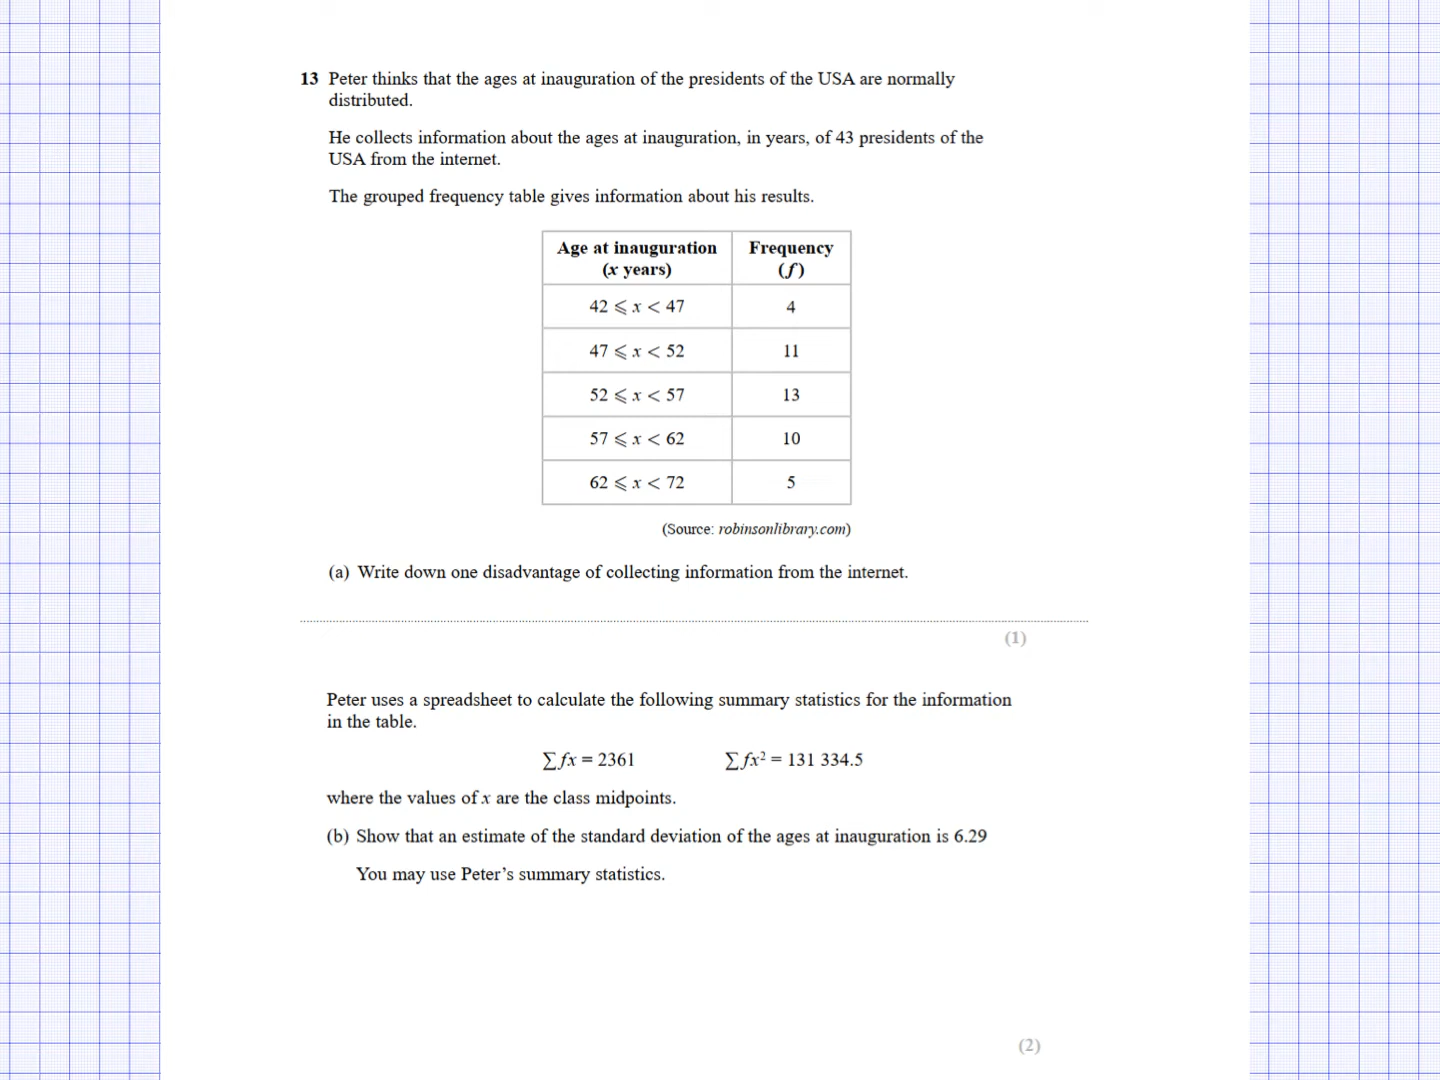 13 Peter thinks that the ages at inauguration of the presidents of the USA are normally
distributed.
He collects information about the ages at inauguration, in years, of 43 presidents of the
USA from the internet.
The grouped frequency table gives information about his results.
Age at inauguration
(x years)
Frequency
(f)
42 ⩽ x < 47 4
47 ⩽ x < 52 11
52 ⩽ x < 57 13
57 ⩽ x < 62 10
62 ⩽ x < 72 5
(Source: robinsonlibrary.com)
(a) Write down one disadvantage of collecting information from the internet.
(1)
Peter uses a spreadsheet to calculate the following summary statistics for the information
in the table.
∑fx = 2361 ∑fx² = 131 334.5
where the values of x are the class midpoints.
(b) Show that an estimate of the standard deviation of the ages at inauguration is 6.29
You may use Peter’s summary statistics.
(2)